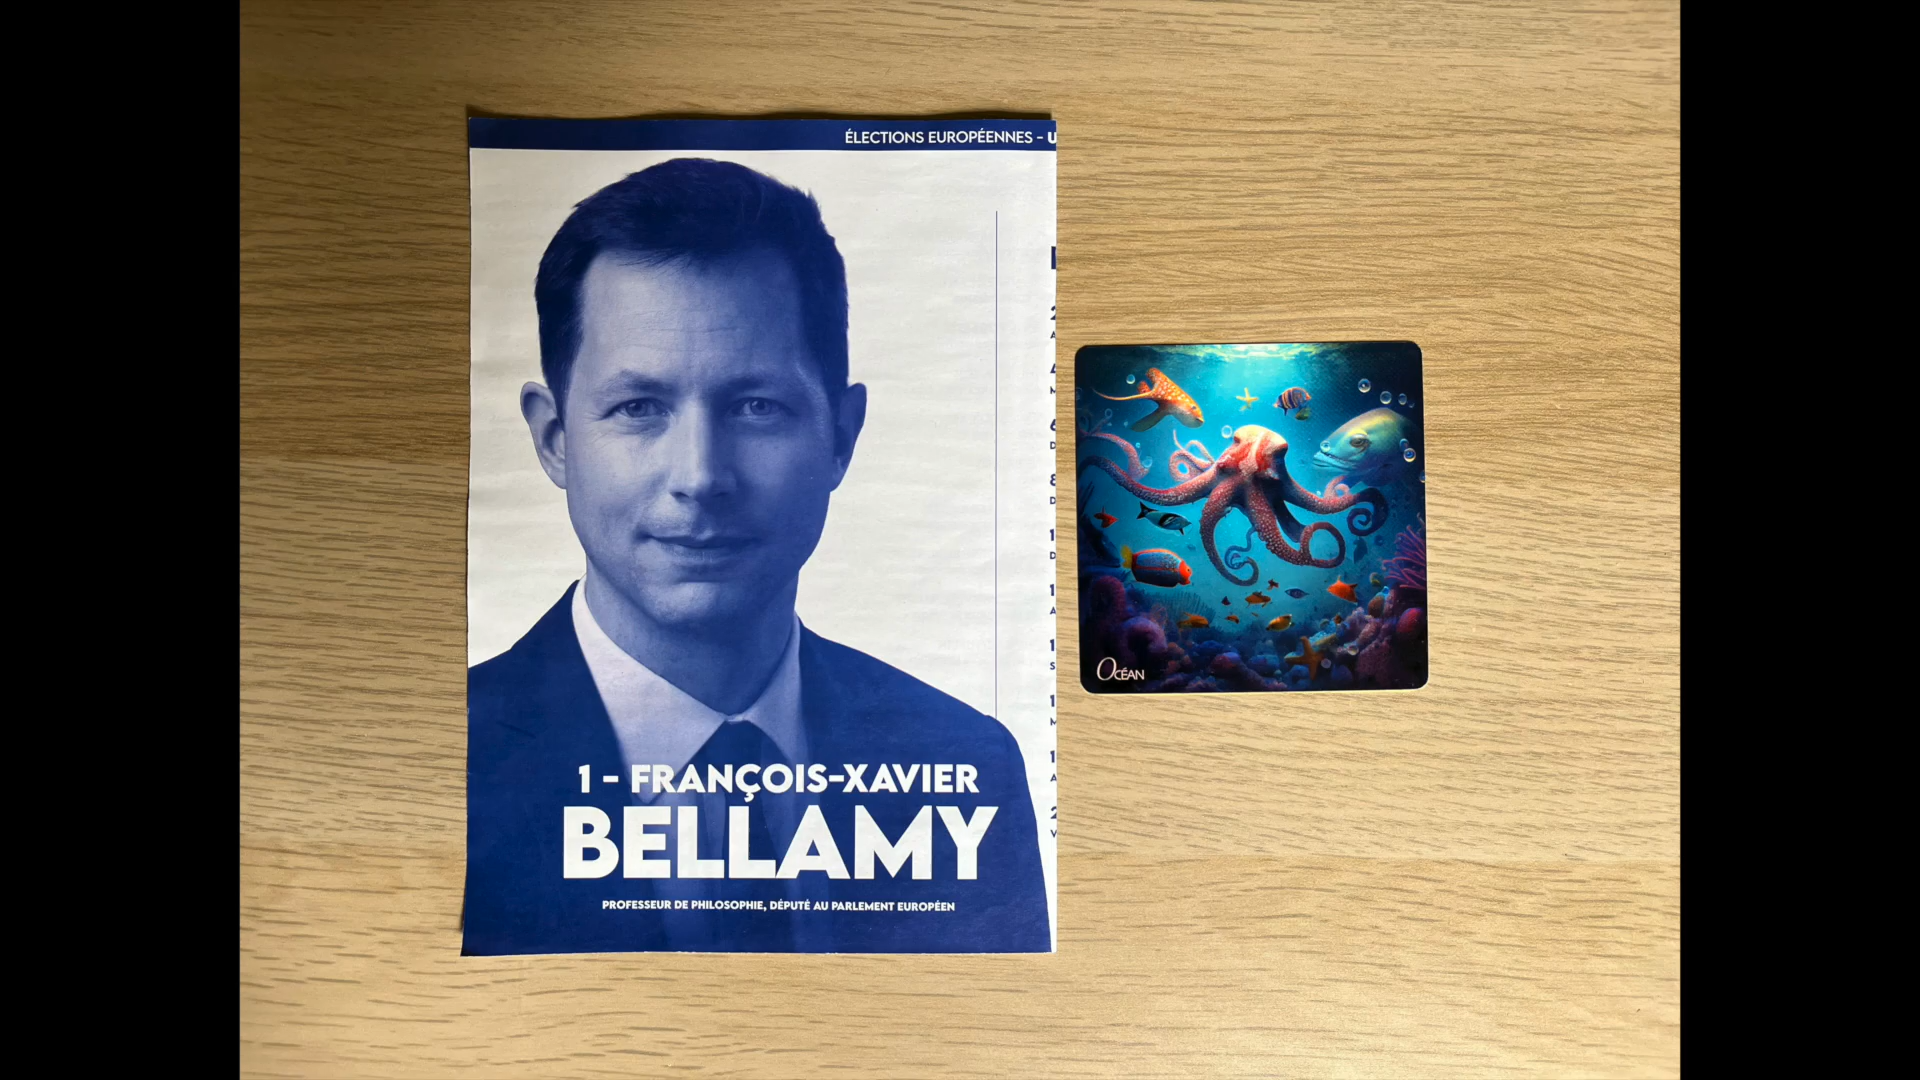 ÉLECTIONS EUROPÉENNES - U
1 - FRANÇOIS-XAVIER
BELLAMY
PROFESSEUR DE PHILOSOPHIE, DÉPUTÉ AU PARLEMENT EUROPÉEN
OCÉAN